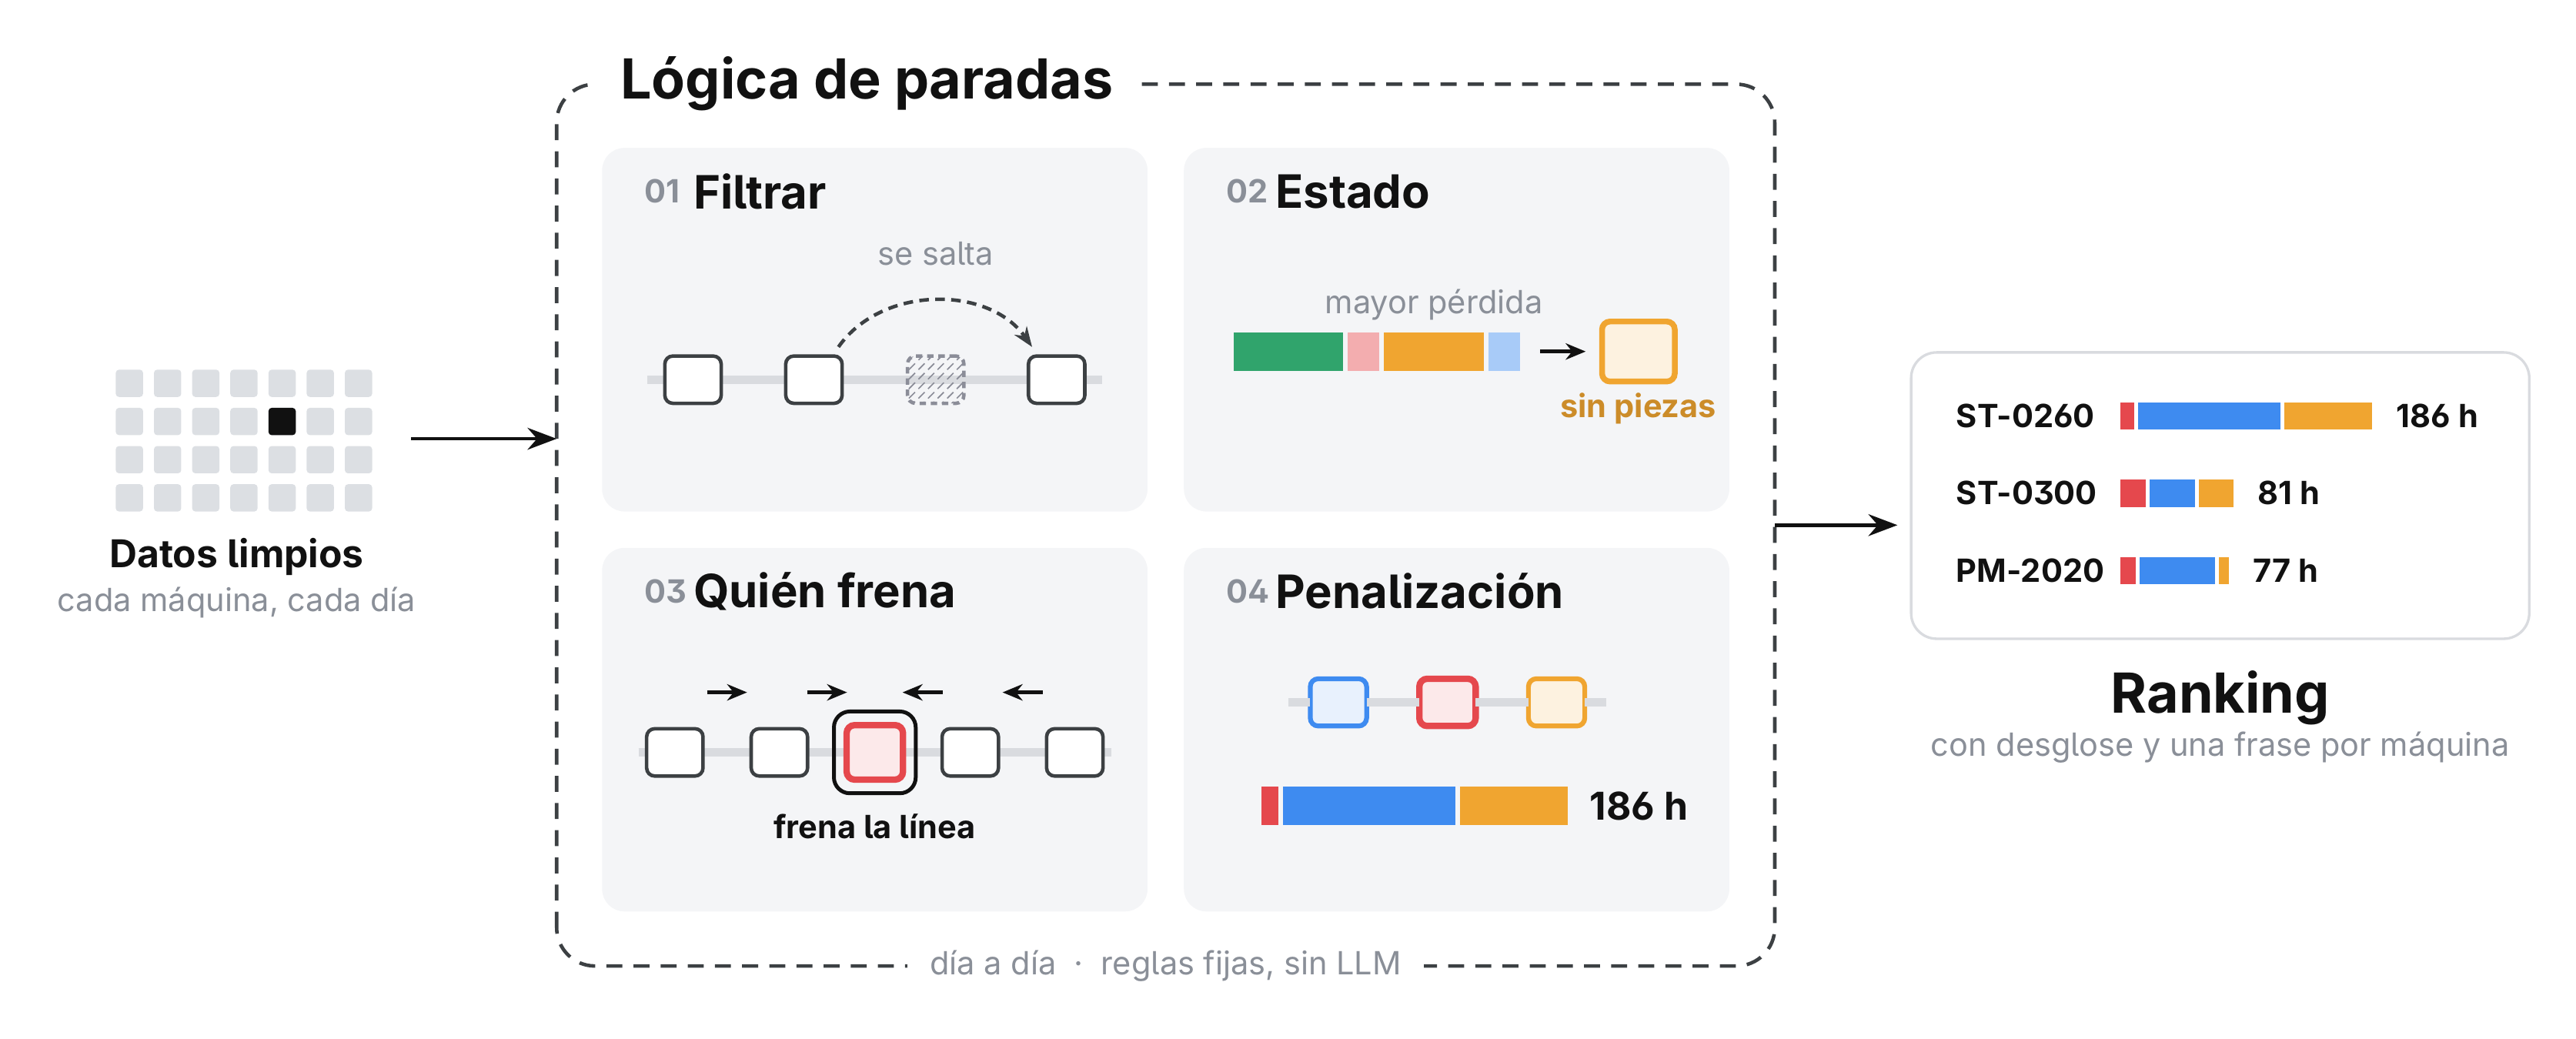 Lógica de paradas
01 Filtrar
se salta
02 Estado
mayor pérdida
sin piezas
Datos limpios
cada máquina, cada día
03 Quién frena
frena la línea
04 Penalización
186 h
día a día · reglas fijas, sin LLM
ST-0260 186 h
ST-0300 81 h
PM-2020 77 h
Ranking
con desglose y una frase por máquina